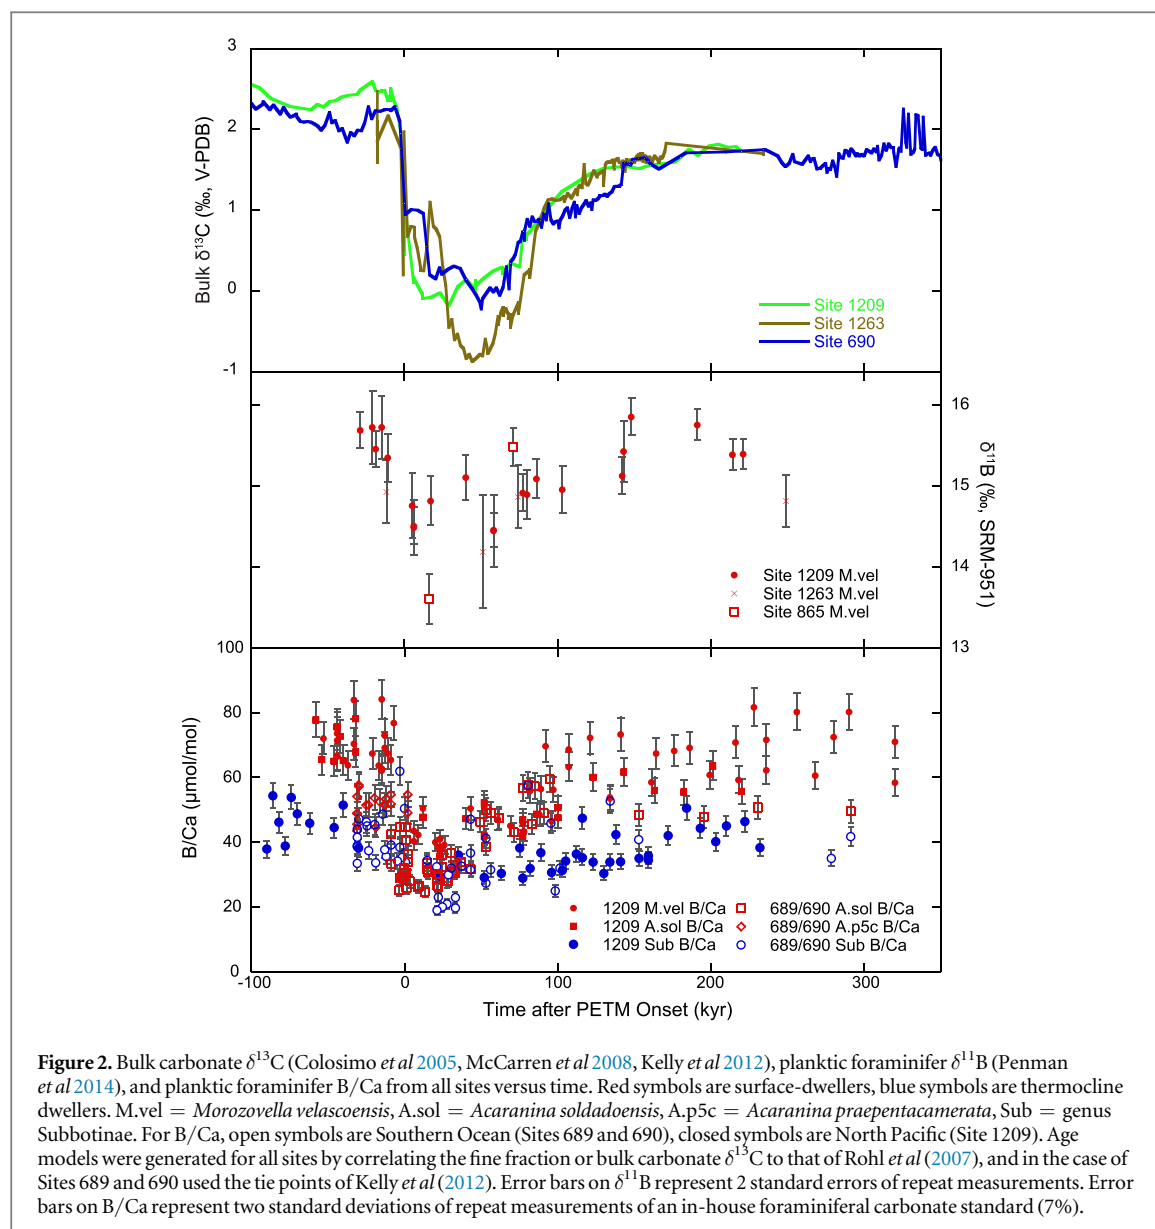 3
2
1
0
-1
Bulk δ¹³C (‰, V-PDB)
Site 1209
Site 1263
Site 690
16
15
14
13
δ¹¹B (‰, SRM-951)
Site 1209 M.vel
Site 1263 M.vel
Site 865 M.vel
100
80
60
40
20
0
B/Ca (µmol/mol)
1209 M.vel B/Ca
1209 A.sol B/Ca
1209 Sub B/Ca
689/690 A.sol B/Ca
689/690 A.p5c B/Ca
689/690 Sub B/Ca
-100 0 100 200 300
Time after PETM Onset (kyr)
Figure 2. Bulk carbonate δ¹³C (Colosimo et al 2005, McCarren et al 2008, Kelly et al 2012), planktic foraminifer δ¹¹B (Penman
et al 2014), and planktic foraminifer B/Ca from all sites versus time. Red symbols are surface-dwellers, blue symbols are thermocline
dwellers. M.vel = Morozovella velascoensis, A.sol = Acaranina soldadoensis, A.p5c = Acaranina praepentacamerata, Sub = genus
Subbotinae. For B/Ca, open symbols are Southern Ocean (Sites 689 and 690), closed symbols are North Pacific (Site 1209). Age
models were generated for all sites by correlating the fine fraction or bulk carbonate δ¹³C to that of Rohl et al (2007), and in the case of
Sites 689 and 690 used the tie points of Kelly et al (2012). Error bars on δ¹¹B represent 2 standard errors of repeat measurements. Error
bars on B/Ca represent two standard deviations of repeat measurements of an in-house foraminiferal carbonate standard (7%).